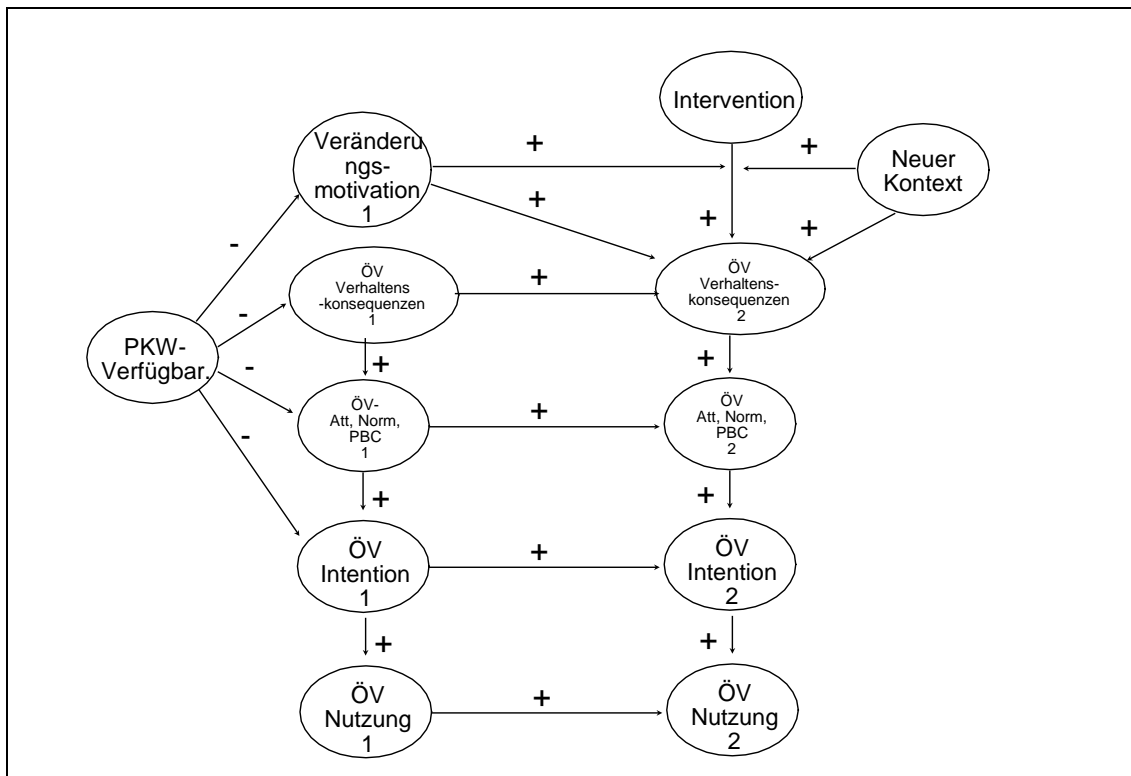 Intervention
+
Veränderu
ngs-
motivation
1
+
Neuer
Kontext
+
+
+
-
ÖV
Verhaltens
-konsequenzen
1
+
ÖV
Verhaltens-
konsequenzen
2
-
PKW-
Verfügbar.
-
+
+
ÖV-
Att, Norm,
PBC
1
+
ÖV
Att, Norm,
PBC
2
-
+
+
ÖV
Intention
1
+
ÖV
Intention
2
+
+
ÖV
Nutzung
1
+
ÖV
Nutzung
2